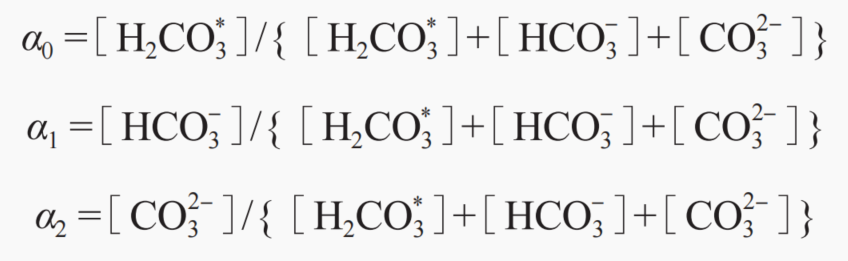 α₀ =[ H₂CO₃* ]/{ [ H₂CO₃* ]+[ HCO₃⁻ ]+[ CO₃²⁻ ] }
α₁ =[ HCO₃⁻ ]/{ [ H₂CO₃* ]+[ HCO₃⁻ ]+[ CO₃²⁻ ] }
α₂ =[ CO₃²⁻ ]/{ [ H₂CO₃* ]+[ HCO₃⁻ ]+[ CO₃²⁻ ] }